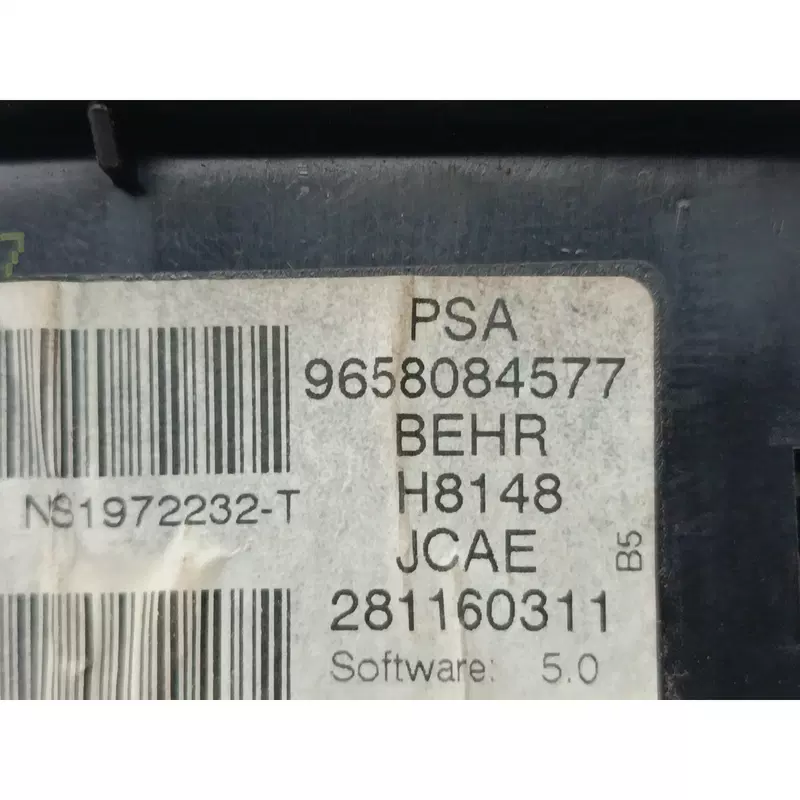 PSA
9658084577
BEHR
NS1972232-T
H8148
JCAE
B5
281160311
Software: 5.0